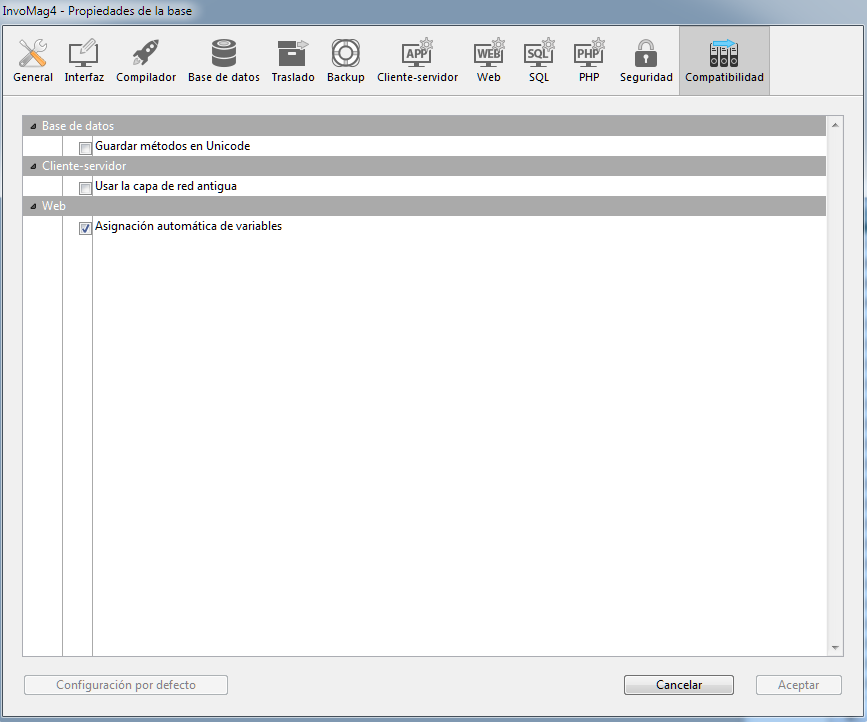 InvoMag4 - Propiedades de la base
General Interfaz Compilador Base de datos Traslado Backup Cliente-servidor Web SQL PHP Seguridad Compatibilidad
APP WEB SQL PHP
Base de datos
Guardar métodos en Unicode
Cliente-servidor
Usar la capa de red antigua
Web
Asignación automática de variables
Configuración por defecto Cancelar Aceptar